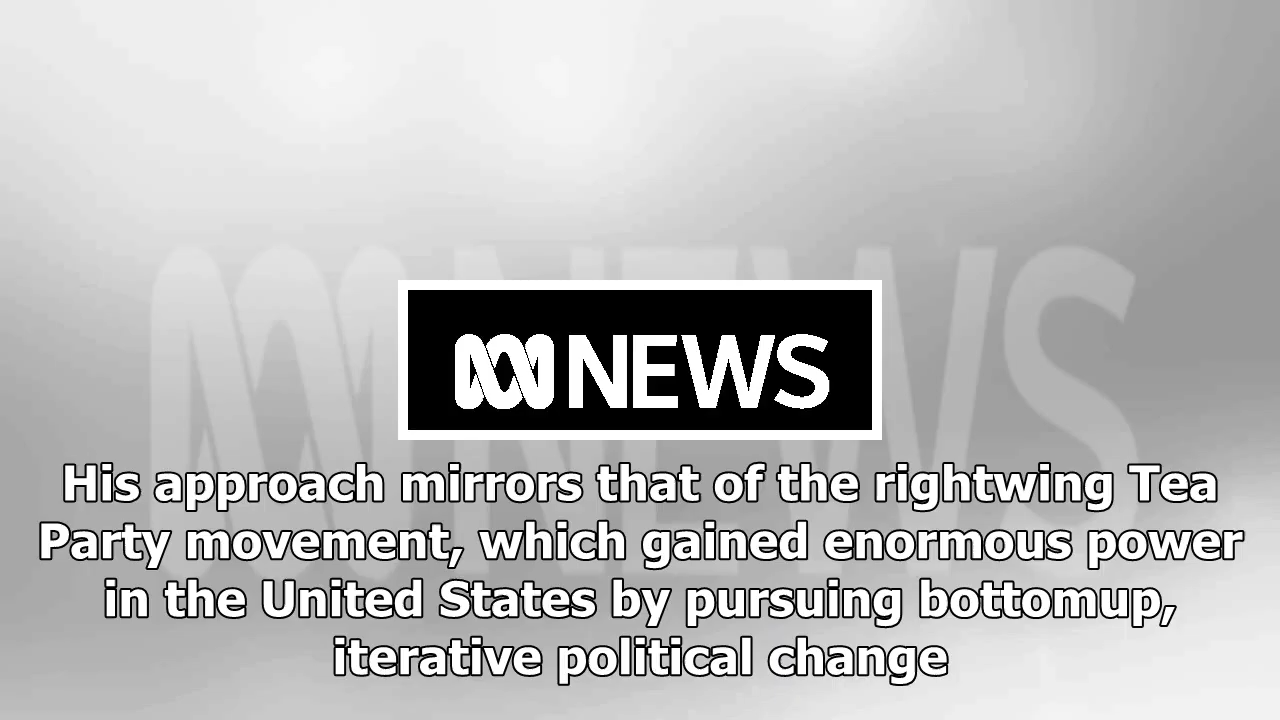 NEWS
NEWS
His approach mirrors that of the rightwing Tea
Party movement, which gained enormous power
in the United States by pursuing bottomup,
iterative political change